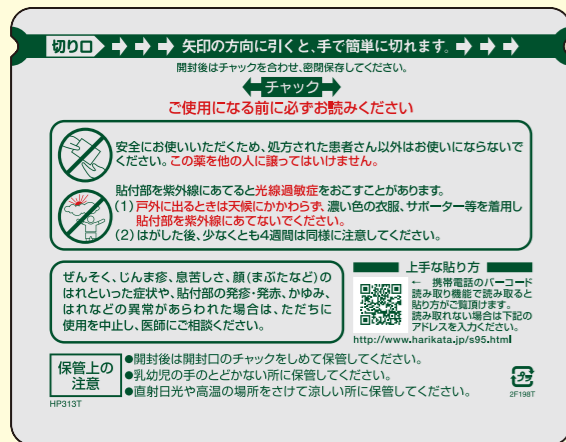 切り口 矢印の方向に引くと、手で簡単に切れます。
開封後はチャックを合わせ、密閉保存してください。
チャック
ご使用になる前に必ずお読みください
安全にお使いいただくため、処方された患者さん以外はお使いにならないで
ください。この薬を他の人に譲ってはいけません。
貼付部を紫外線にあてると光線過敏症をおこすことがあります。
(1)戸外に出るときは天候にかかわらず、濃い色の衣服、サポーター等を着用し
貼付部を紫外線にあてないでください。
(2)はがした後、少なくとも4週間は同様に注意してください。
ぜんそく、じんま疹、息苦しさ、顔(まぶたなど)の
はれといった症状や、貼付部の発疹・発赤、かゆみ、
はれなどの異常があらわれた場合は、ただちに
使用を中止し、医師にご相談ください。
上手な貼り方
← 携帯電話のバーコード
読み取り機能で読み取ると
貼り方がご覧頂けます。
読み取れない場合は下記の
アドレスを入力ください。
http://www.harikata.jp/s95.html
保管上の
注意
●開封後は開封口のチャックをしめて保管してください。
●乳幼児の手のとどかない所に保管してください。
●直射日光や高温の場所をさけて涼しい所に保管してください。
プラ
HP313T
2F198T